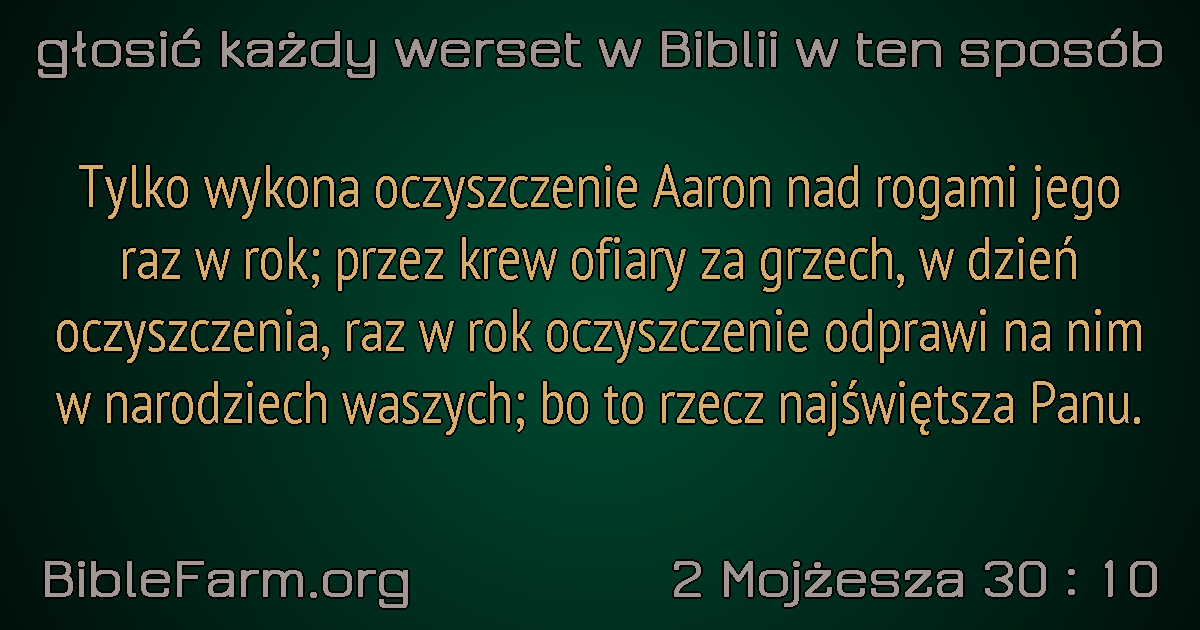 głosić każdy werset w Biblii w ten sposób
Tylko wykona oczyszczenie Aaron nad rogami jego
raz w rok; przez krew ofiary za grzech, w dzień
oczyszczenia, raz w rok oczyszczenie odprawi na nim
w narodziech waszych; bo to rzecz najświętsza Panu.
BibleFarm.org
2 Mojżesza 30 : 10